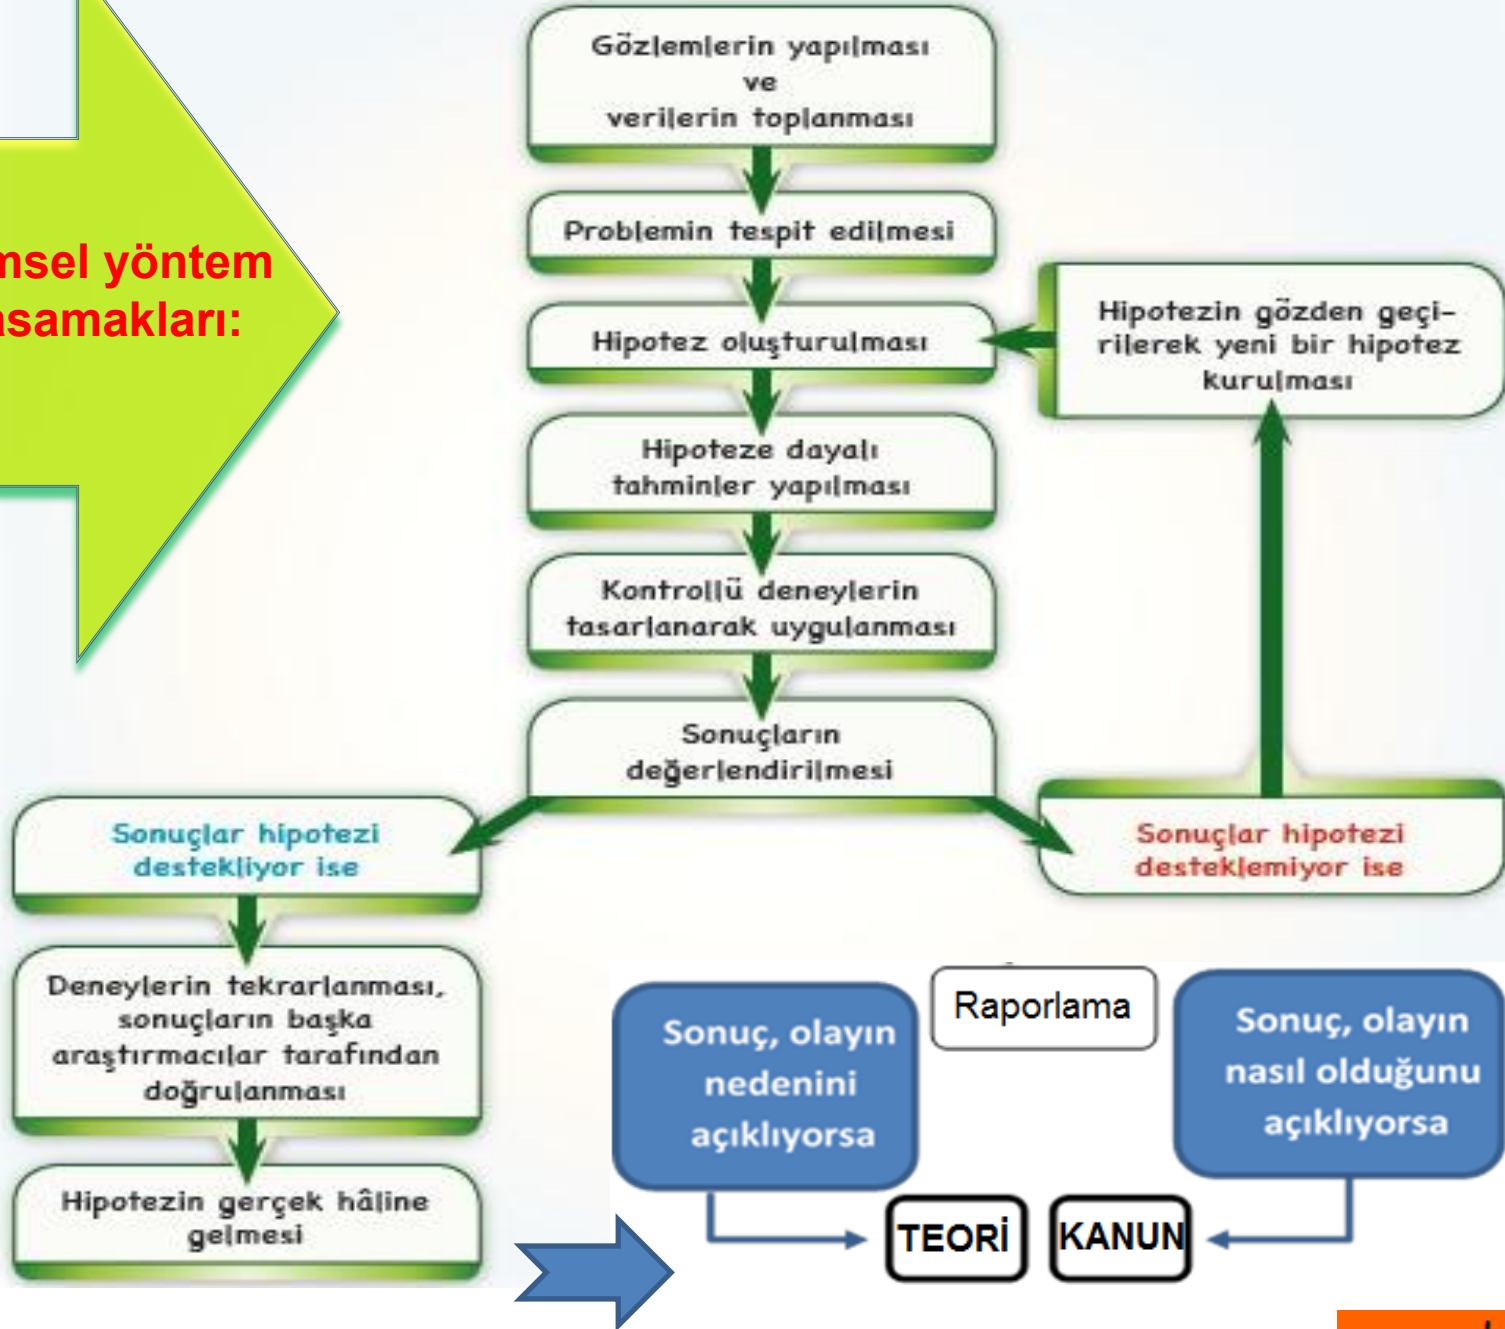 msel yöntem
asamakları:
Gözlemlerin yapılması
ve
verilerin toplanması
Problemin tespit edilmesi
Hipotez oluşturulması
Hipotezin gözden geçi-
rilerek yeni bir hipotez
kurulması
Hipoteze dayalı
tahminler yapılması
Kontrollü deneylerin
tasarlanarak uygulanması
Sonuçların
değerlendirilmesi
Sonuçlar hipotezi
destekliyor ise
Sonuçlar hipotezi
desteklemiyor ise
Deneylerin tekrarlanması,
sonuçların başka
araştırmacılar tarafından
doğrulanması
Hipotezin gerçek hâline
gelmesi
Raporlama
Sonuç, olayın
nedenini
açıklıyorsa
Sonuç, olayın
nasıl olduğunu
açıklıyorsa
TEORİ
KANUN